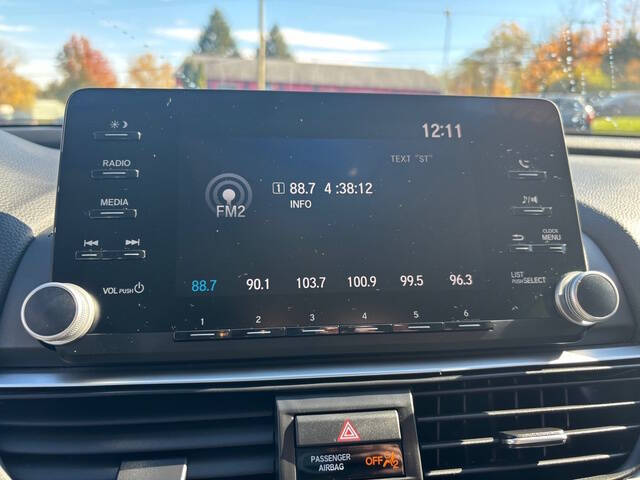 12:11
TEXT "ST"
RADIO
1 88.7 4:38:12
INFO
FM2
MEDIA
CLOCK
MENU
LIST
PUSH SELECT
VOL PUSH
88.7 90.1 103.7 100.9 99.5 96.3
1 2 3 4 5 6
PASSENGER
AIRBAG
OFF